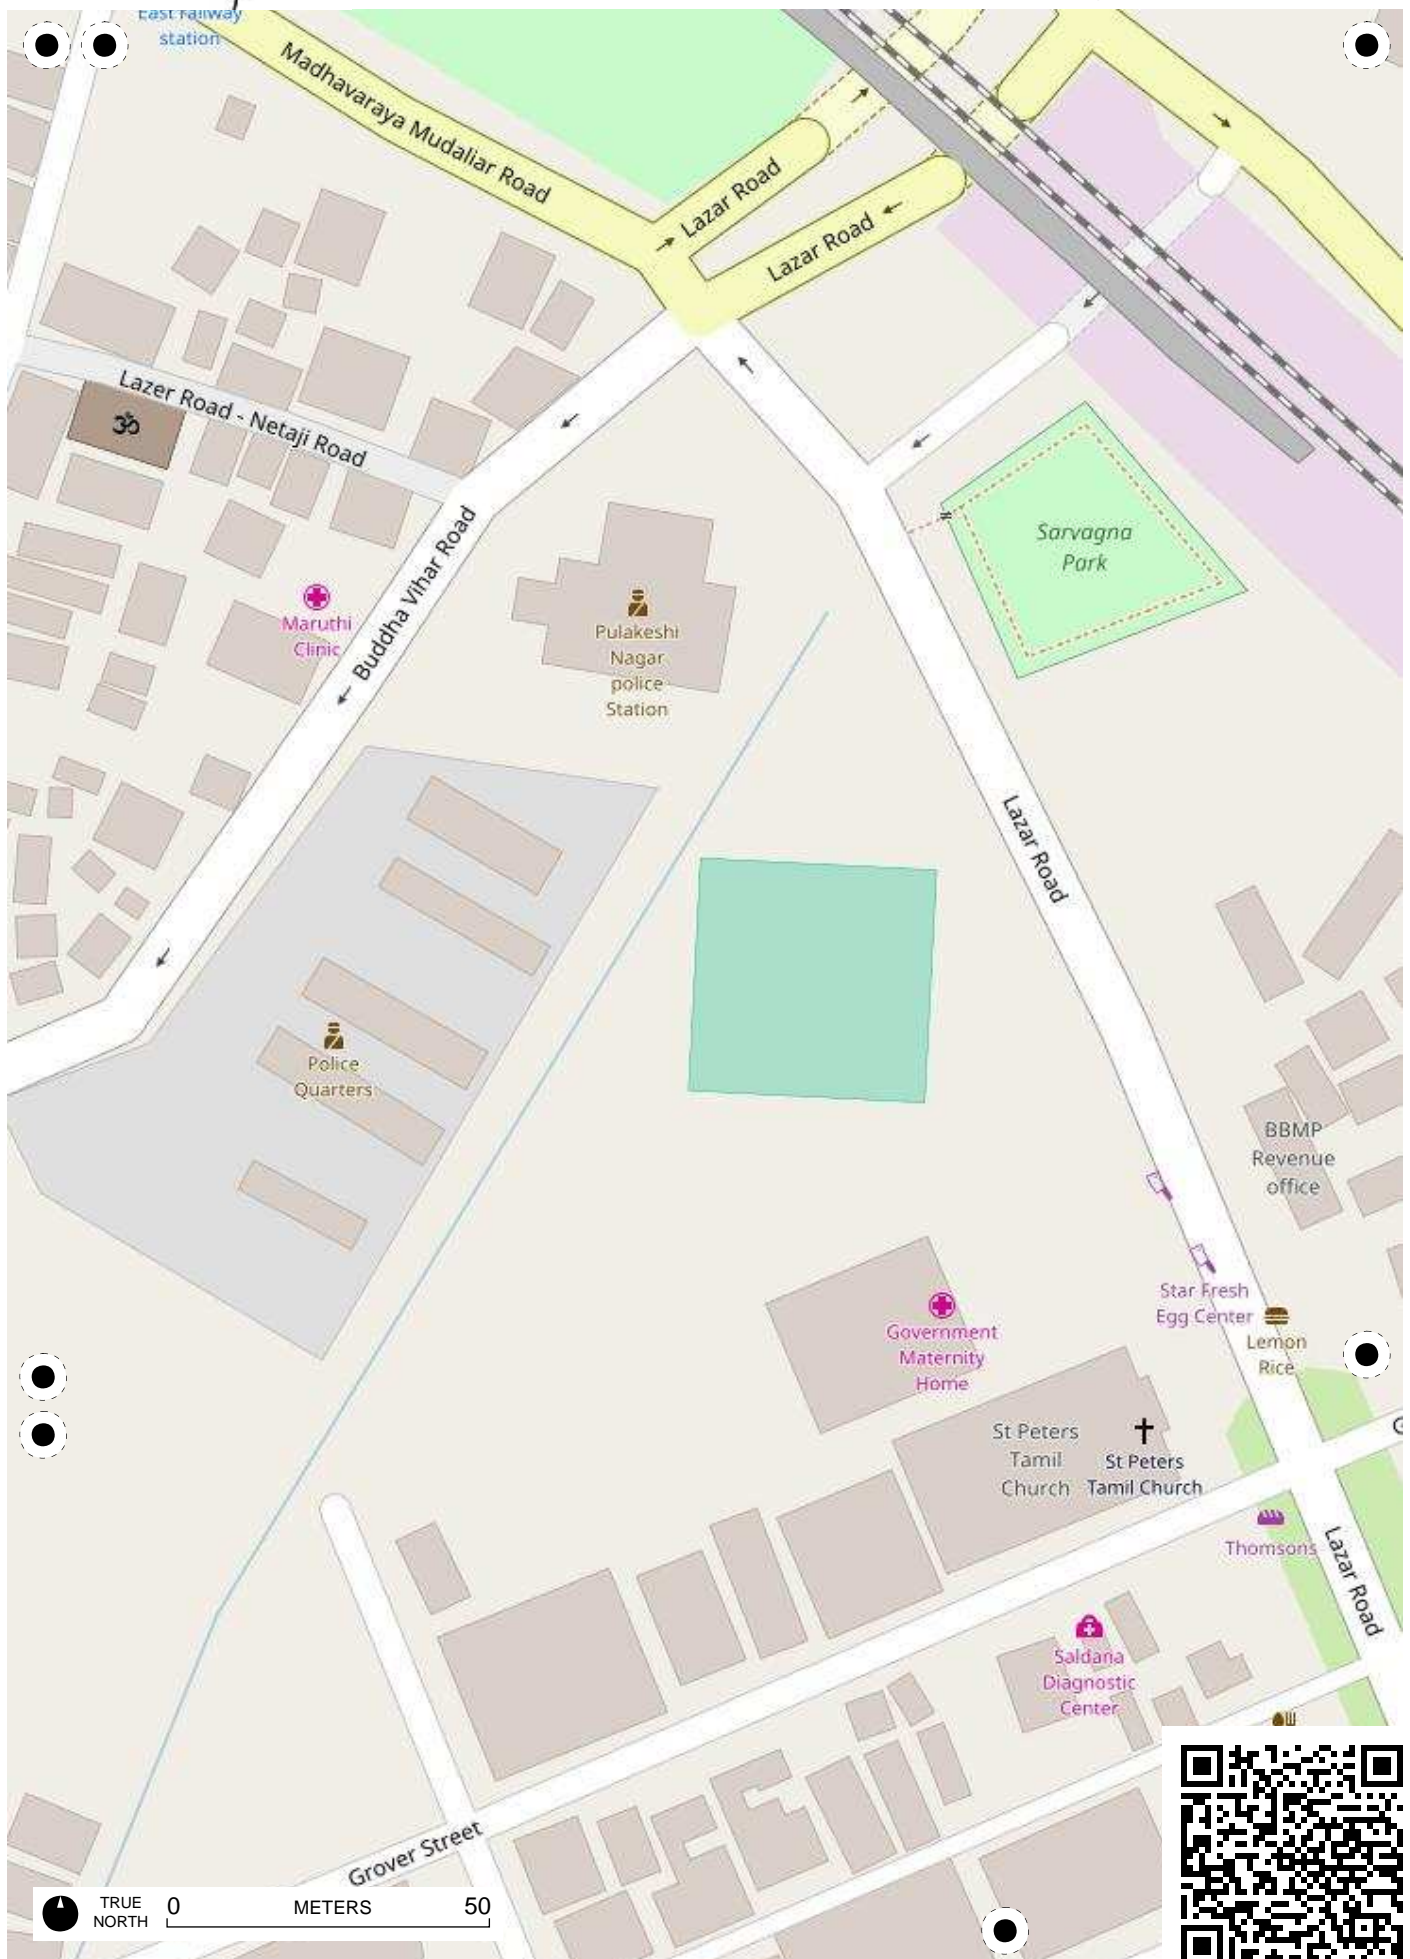 East railway
station
Madhavaraya Mudaliar Road
Lazar Road
Lazar Road
Lazer Road - Netaji Road
ॐ
Sarvagna
Park
Buddha Vihar Road
Maruthi
Clinic
Pulakeshi
Nagar
police
Station
Lazar Road
Police
Quarters
BBMP
Revenue
office
Star Fresh
Egg Center
Lemon
Rice
Government
Maternity
Home
St Peters
Tamil
Church
St Peters
Tamil Church
Thomsons
Lazar Road
Saldana
Diagnostic
Center
Grover Street
TRUE
NORTH
0 METERS 50